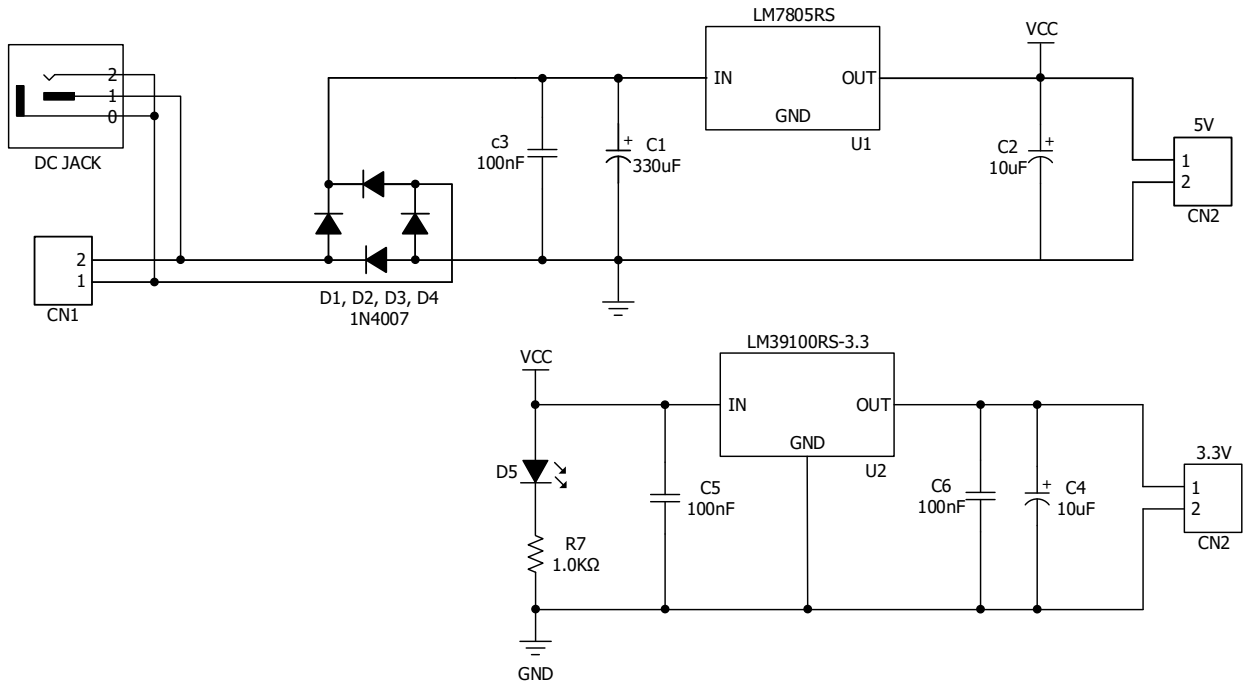 LM7805RS
VCC
2
1
0
DC JACK
IN
OUT
GND
U1
c3
100nF
C1
+
330uF
C2
+
10uF
5V
1
2
CN2
2
1
CN1
D1, D2, D3, D4
1N4007
LM39100RS-3.3
VCC
IN
OUT
GND
U2
D5
C5
100nF
C6
100nF
+
C4
10uF
3.3V
1
2
CN2
R7
1.0KΩ
GND